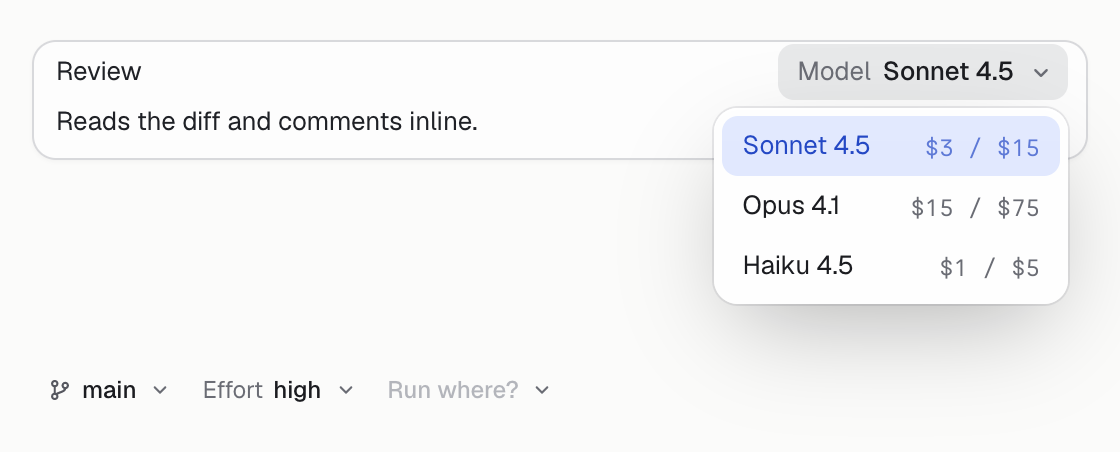 Review
Model Sonnet 4.5
Reads the diff and comments inline.
Sonnet 4.5 $3 / $15
Opus 4.1 $15 / $75
Haiku 4.5 $1 / $5
main Effort high Run where?